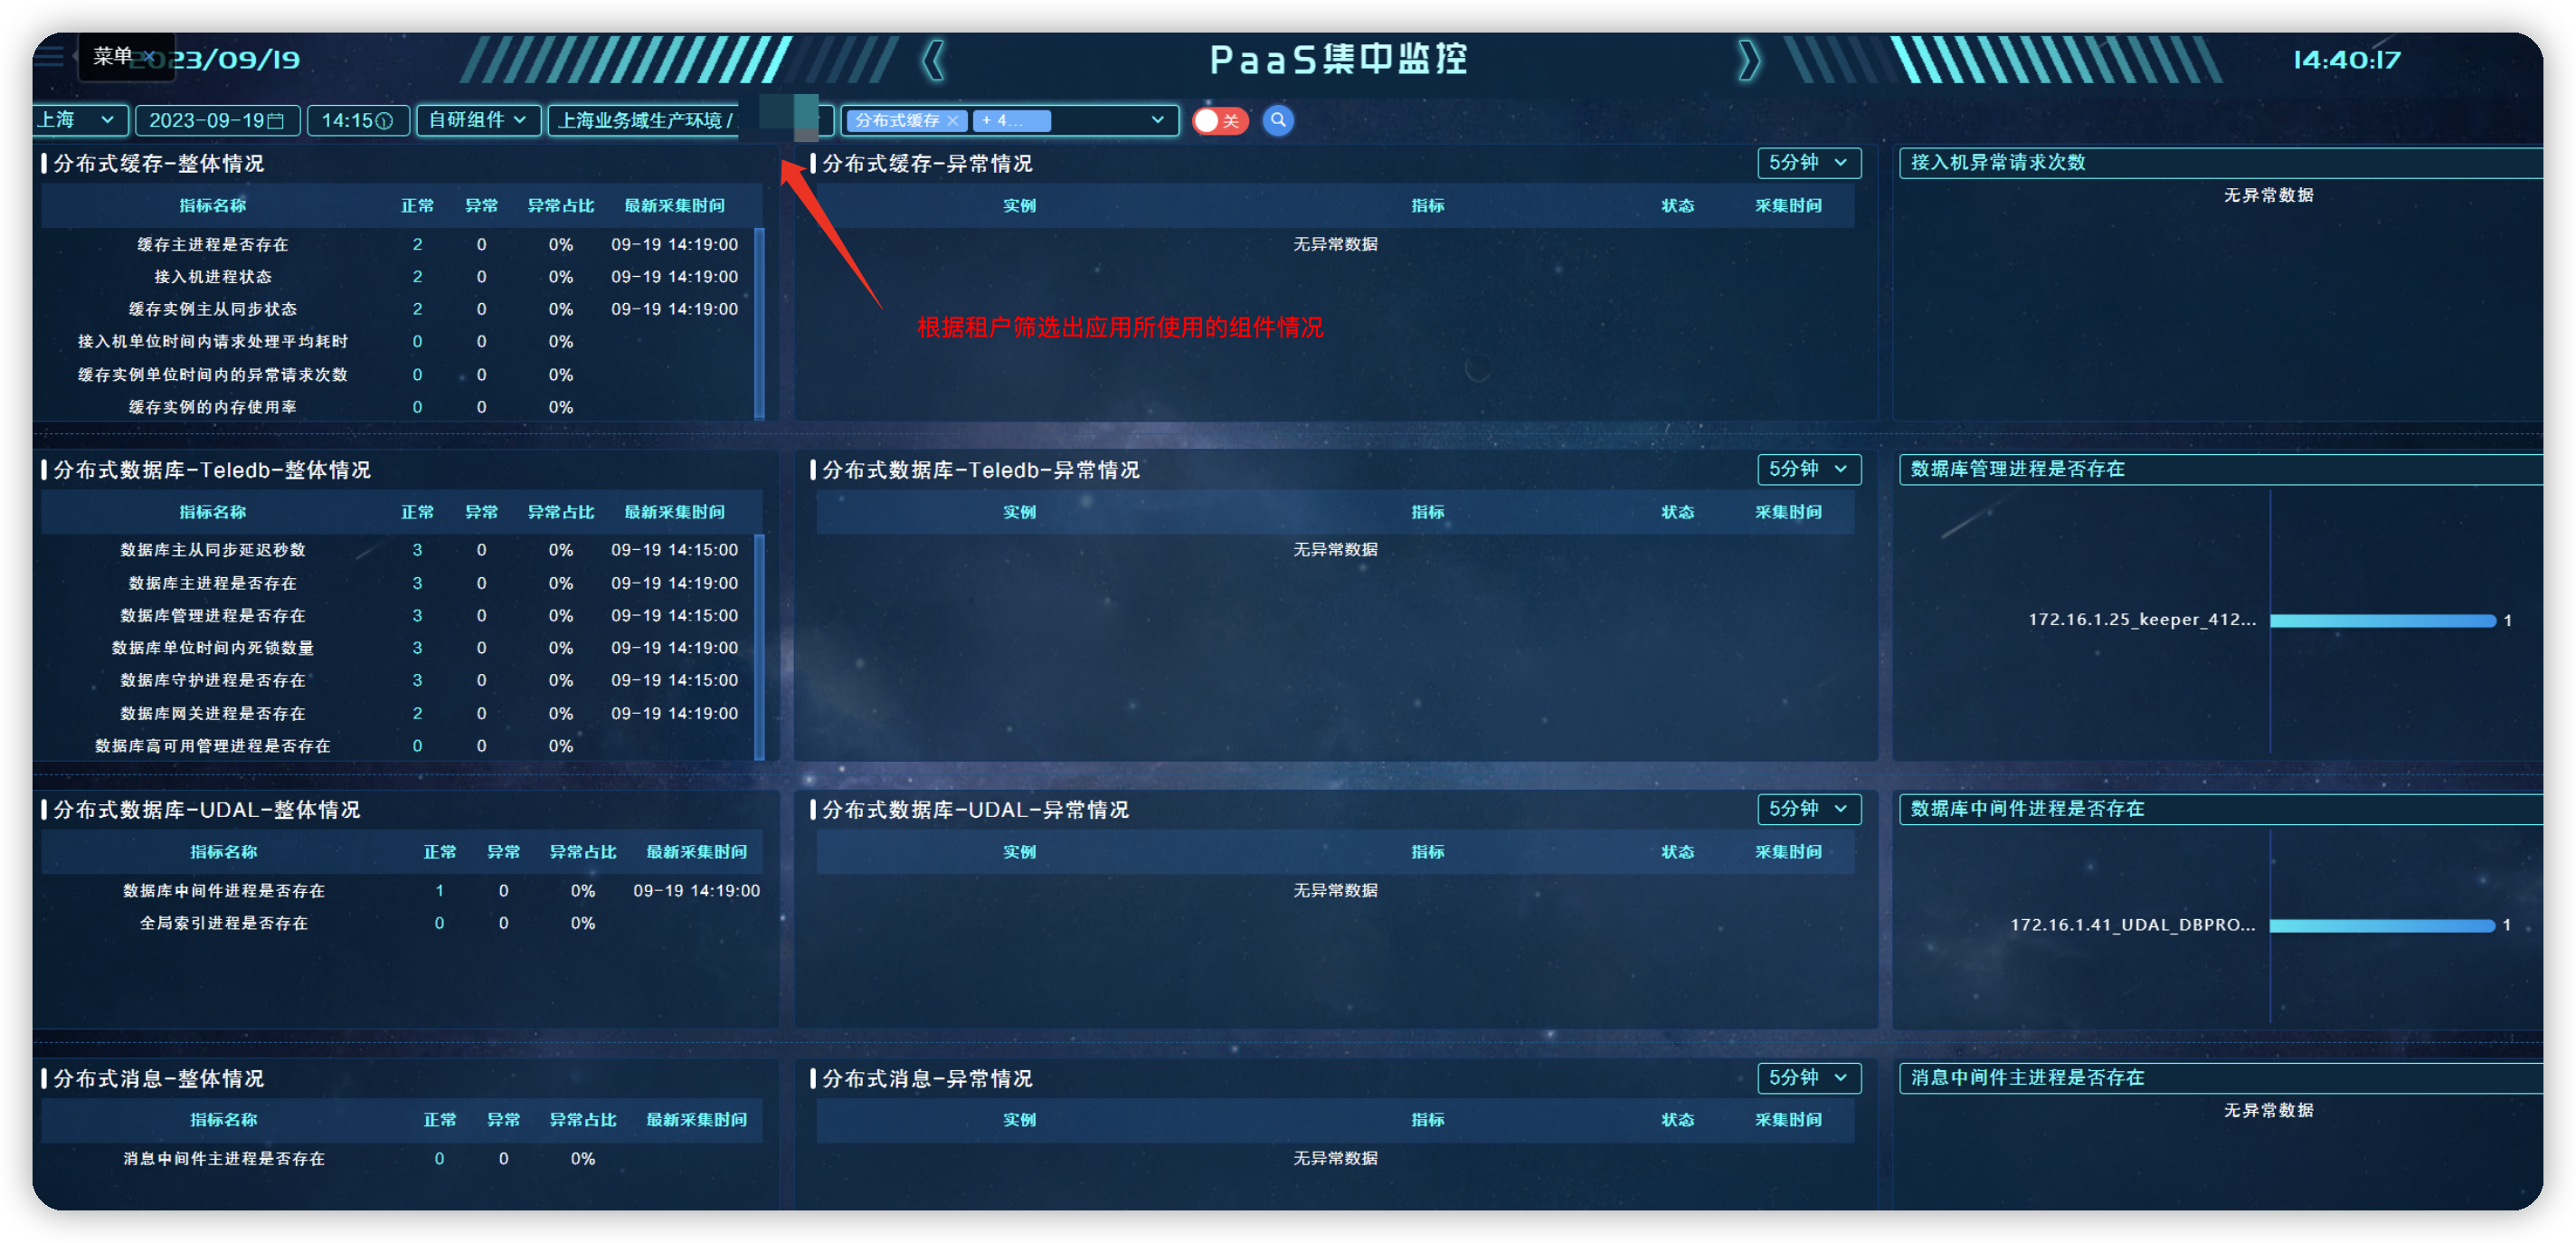 菜单 × 2023/09/19
PaaS集中监控
14:40:17
上海 2023-09-19 14:15 自研组件 上海业务域生产环境 / 分布式缓存 × + 4... 关
分布式缓存-整体情况
指标名称 正常 异常 异常占比 最新采集时间
缓存主进程是否存在 2 0 0% 09-19 14:19:00
接入机进程状态 2 0 0% 09-19 14:19:00
缓存实例主从同步状态 2 0 0% 09-19 14:19:00
接入机单位时间内请求处理平均耗时 0 0 0%
缓存实例单位时间内的异常请求次数 0 0 0%
缓存实例的内存使用率 0 0 0%
分布式缓存-异常情况 5分钟
实例 指标 状态 采集时间
无异常数据
根据租户筛选出应用所使用的组件情况
接入机异常请求次数
无异常数据
分布式数据库-Teledb-整体情况
指标名称 正常 异常 异常占比 最新采集时间
数据库主从同步延迟秒数 3 0 0% 09-19 14:15:00
数据库主进程是否存在 3 0 0% 09-19 14:19:00
数据库管理进程是否存在 3 0 0% 09-19 14:15:00
数据库单位时间内死锁数量 3 0 0% 09-19 14:19:00
数据库守护进程是否存在 3 0 0% 09-19 14:15:00
数据库网关进程是否存在 2 0 0% 09-19 14:19:00
数据库高可用管理进程是否存在 0 0 0%
分布式数据库-Teledb-异常情况 5分钟
实例 指标 状态 采集时间
无异常数据
数据库管理进程是否存在
172.16.1.25_keeper_412... 1
分布式数据库-UDAL-整体情况
指标名称 正常 异常 异常占比 最新采集时间
数据库中间件进程是否存在 1 0 0% 09-19 14:19:00
全局索引进程是否存在 0 0 0%
分布式数据库-UDAL-异常情况 5分钟
实例 指标 状态 采集时间
无异常数据
数据库中间件进程是否存在
172.16.1.41_UDAL_DBPRO... 1
分布式消息-整体情况
指标名称 正常 异常 异常占比 最新采集时间
消息中间件主进程是否存在 0 0 0%
分布式消息-异常情况 5分钟
实例 指标 状态 采集时间
无异常数据
消息中间件主进程是否存在
无异常数据